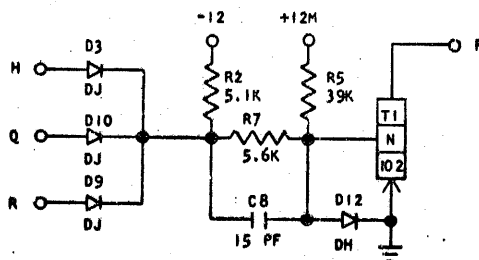 -12
+12M
D3
H
DJ
R2
5.1K
R5
39K
D10
Q
DJ
R7
5.6K
T1
N
102
D9
R
DJ
C8
15 PF
D12
DH